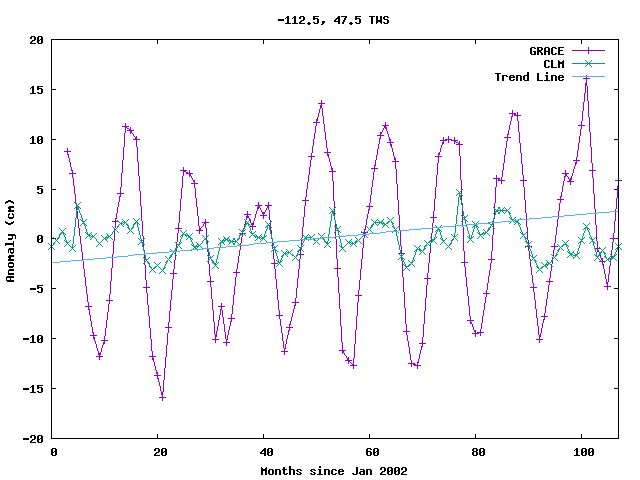 -112.5, 47.5 TWS
GRACE
CLM
Trend Line
20
15
10
5
0
-5
-10
-15
-20
Anomaly (cm)
0 20 40 60 80 100
Months since Jan 2002